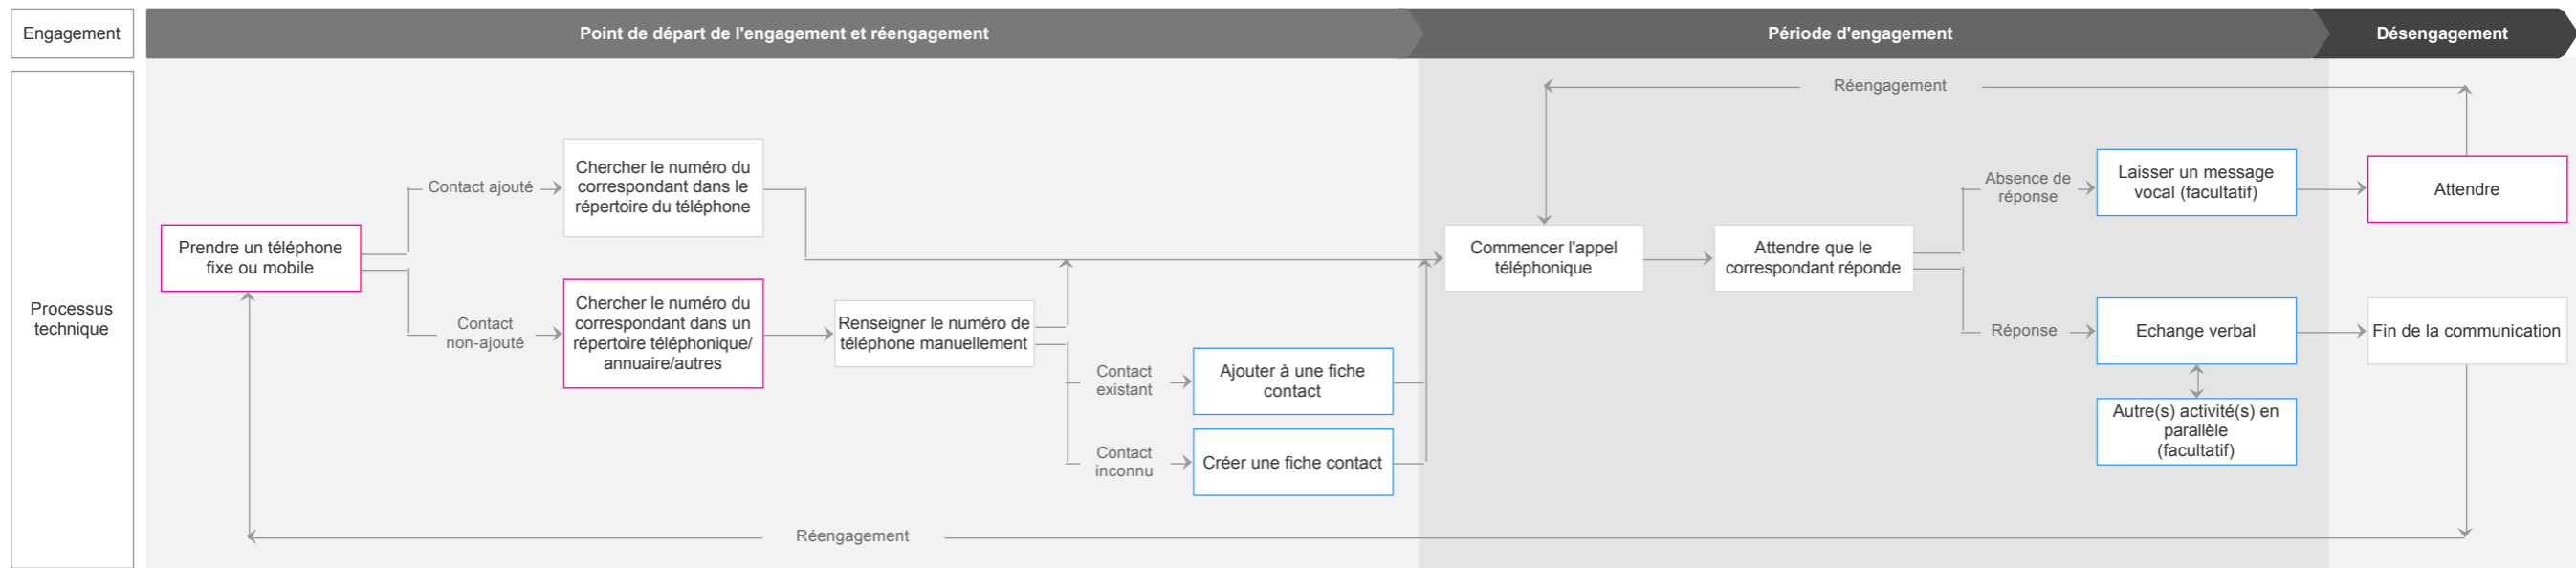 Engagement
Point de départ de l'engagement et réengagement
Période d'engagement
Désengagement
Processus
technique
Réengagement
Prendre un téléphone
fixe ou mobile
Contact ajouté
Chercher le numéro du
correspondant dans le
répertoire du téléphone
Contact
non-ajouté
Chercher le numéro du
correspondant dans un
répertoire téléphonique/
annuaire/autres
Renseigner le numéro de
téléphone manuellement
Contact
existant
Ajouter à une fiche
contact
Contact
inconnu
Créer une fiche contact
Commencer l'appel
téléphonique
Attendre que le
correspondant réponde
Absence de
réponse
Laisser un message
vocal (facultatif)
Attendre
Réponse
Echange verbal
Fin de la communication
Autre(s) activité(s) en
parallèle
(facultatif)
Réengagement